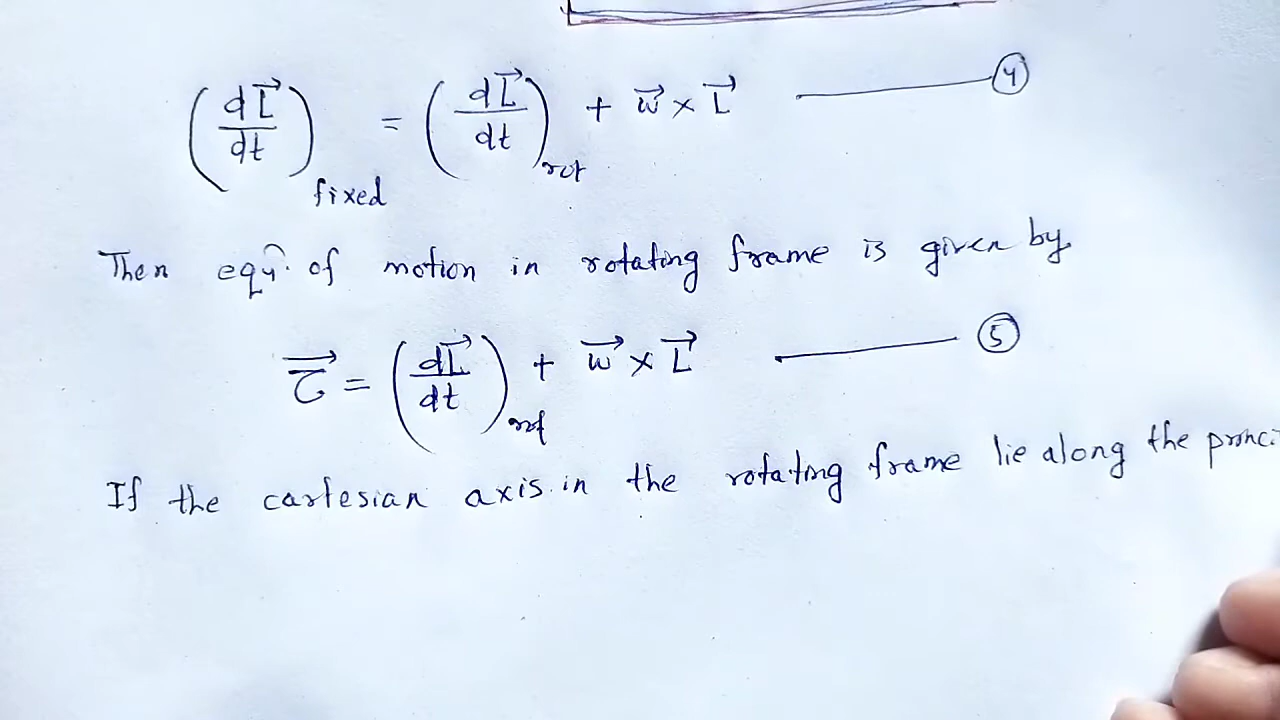 (dL⃗/dt)fixed = (dL⃗/dt)rot + w⃗ × L⃗ —— ④
Then eqn̂. of motion in rotating frame is given by
τ⃗ = (dL⃗/dt)rot + w⃗ × L⃗ —— ⑤
If the cartesian axis in the rotating frame lie along the princi